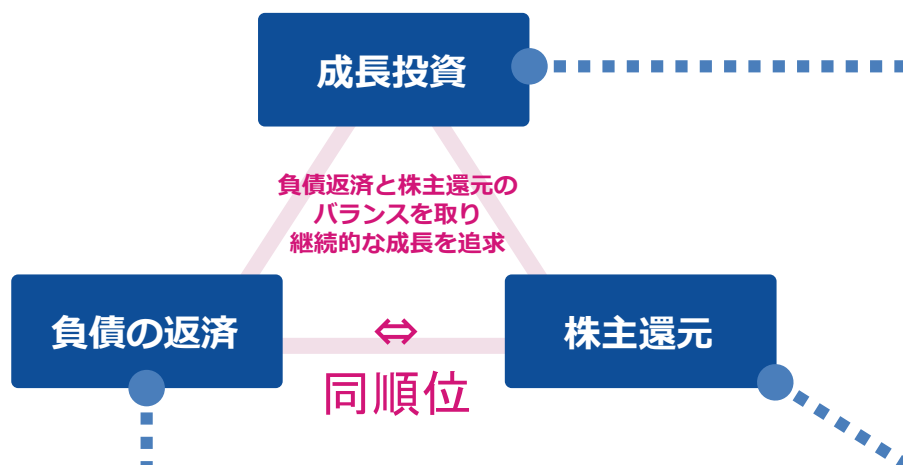 成長投資
負債返済と株主還元の
バランスを取り
継続的な成長を追求
負債の返済
⇔
株主還元
同順位